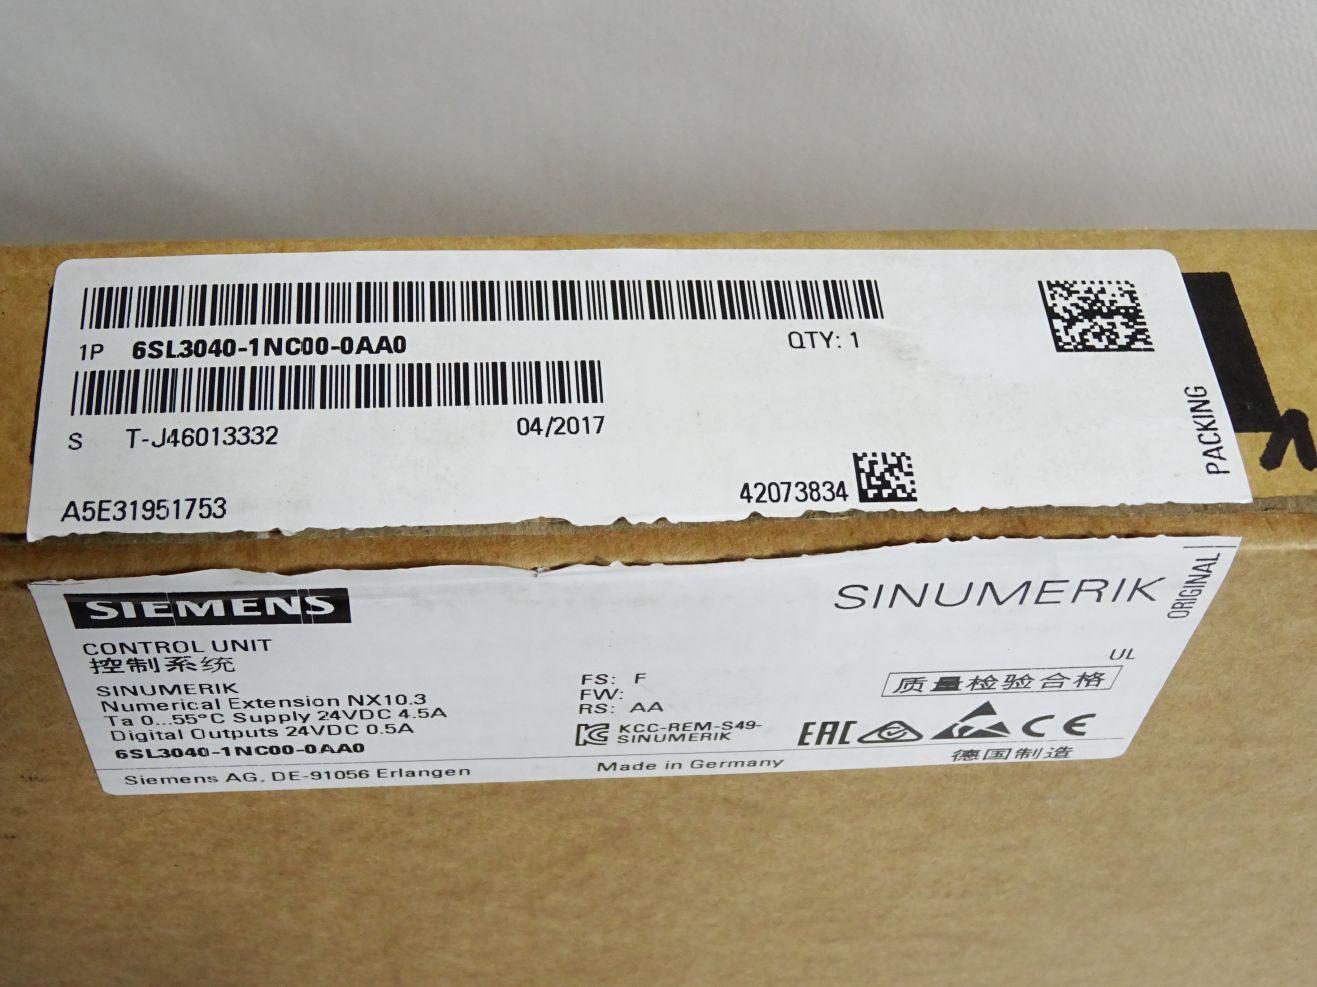 1P 6SL3040-1NC00-0AA0 QTY: 1
S T-J46013332 04/2017
A5E31951753 42073834
ORIGINAL PACKING
SIEMENS SINUMERIK
CONTROL UNIT
控制系统
SINUMERIK
Numerical Extension NX10.3
Ta 0...55°C Supply 24VDC 4.5A
Digital Outputs 24VDC 0.5A
6SL3040-1NC00-0AA0
FS: F
FW:
RS: AA
KCC-REM-S49-
SINUMERIK
UL
质量检验合格
EAC CE
Siemens AG, DE-91056 Erlangen Made in Germany 德国制造